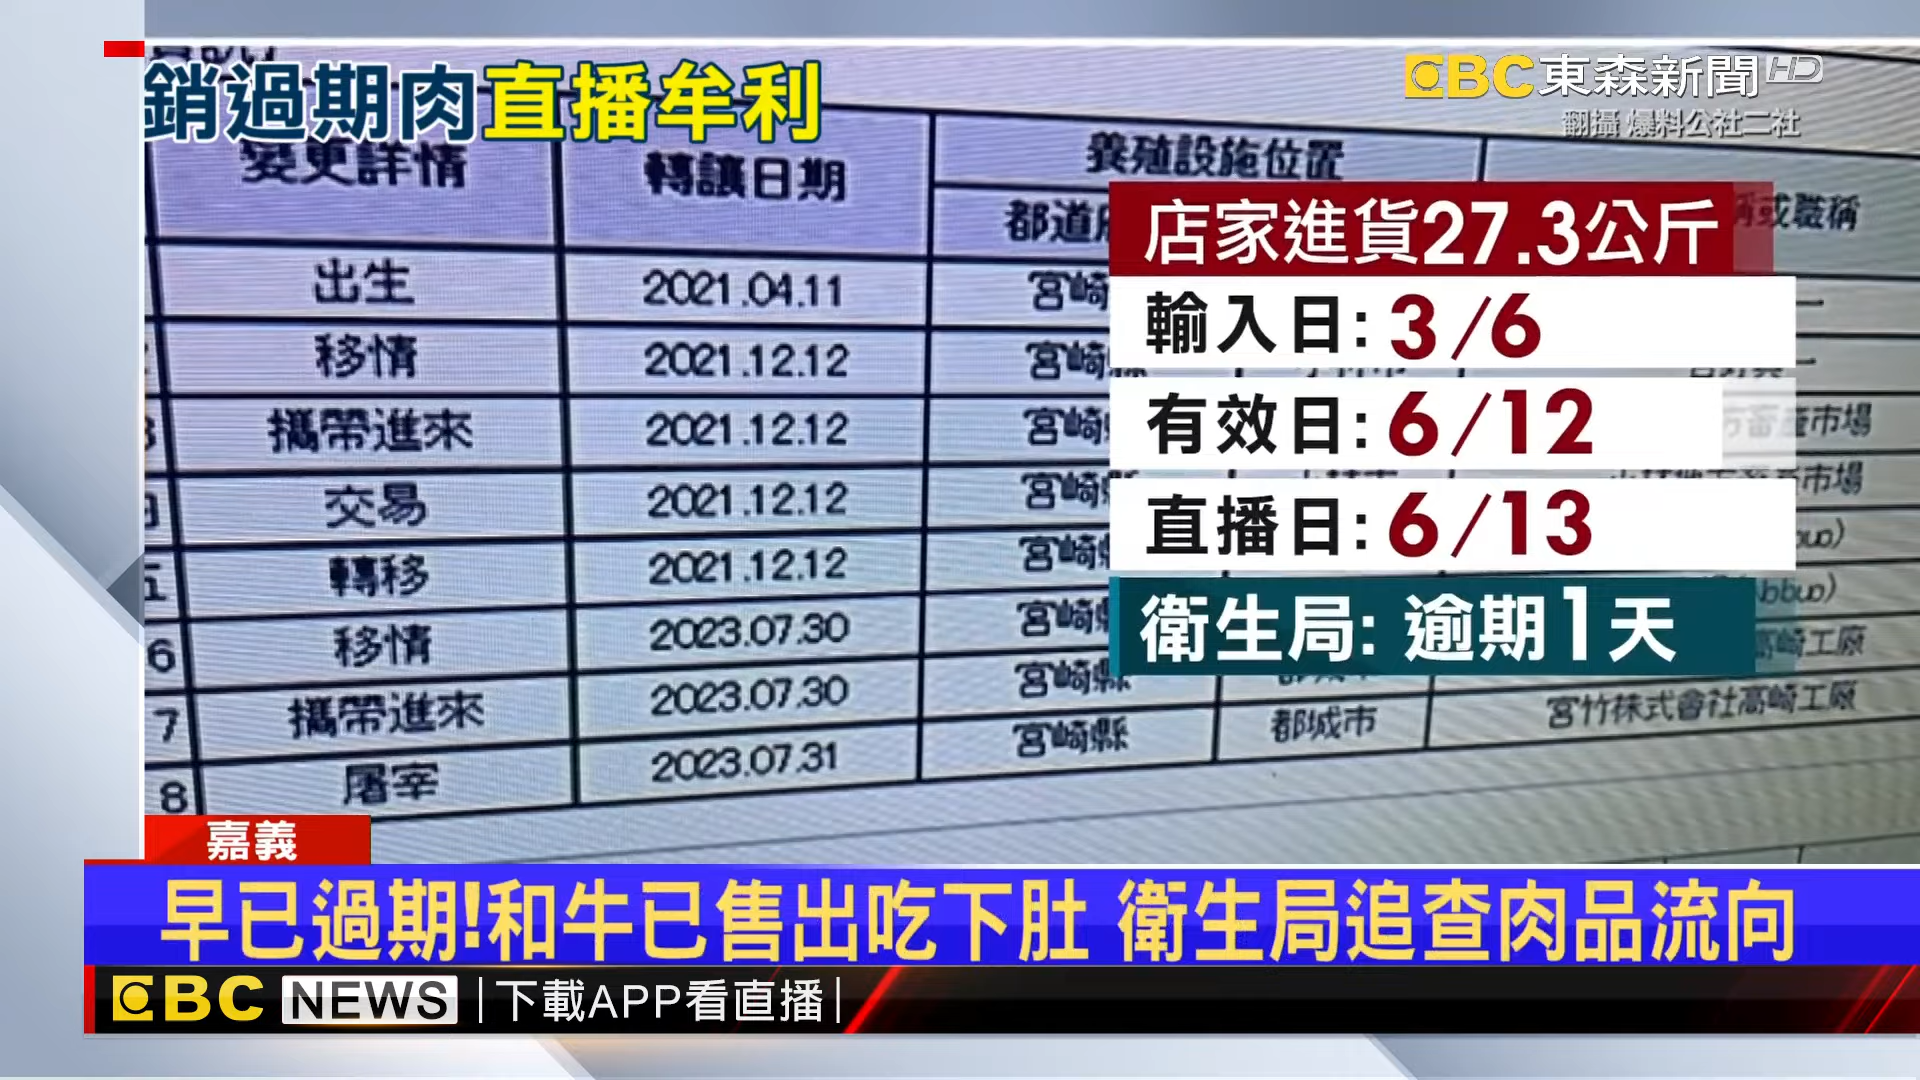 銷過期肉直播牟利
EBC東森新聞HD
翻攝 爆料公社二社
變更詳情 轉讓日期 養殖設施位置
都道府
或職稱
店家進貨27.3公斤
輸入日:3/6
有效日:6/12
直播日:6/13
衛生局:逾期1天
出生 2021.04.11 宮崎
移情 2021.12.12 宮崎縣
攜帶進來 2021.12.12 宮崎 畜產市場
交易 2021.12.12 宮崎縣 市場
轉移 2021.12.12 宮崎縣
6 移情 2023.07.30 宮崎縣 高崎工廠
7 攜帶進來 2023.07.30 宮崎縣 都城市 宮竹株式會社高崎工廠
8 屠宰 2023.07.31 宮崎縣
嘉義
早已過期!和牛已售出吃下肚 衛生局追查肉品流向
EBC NEWS 下載APP看直播